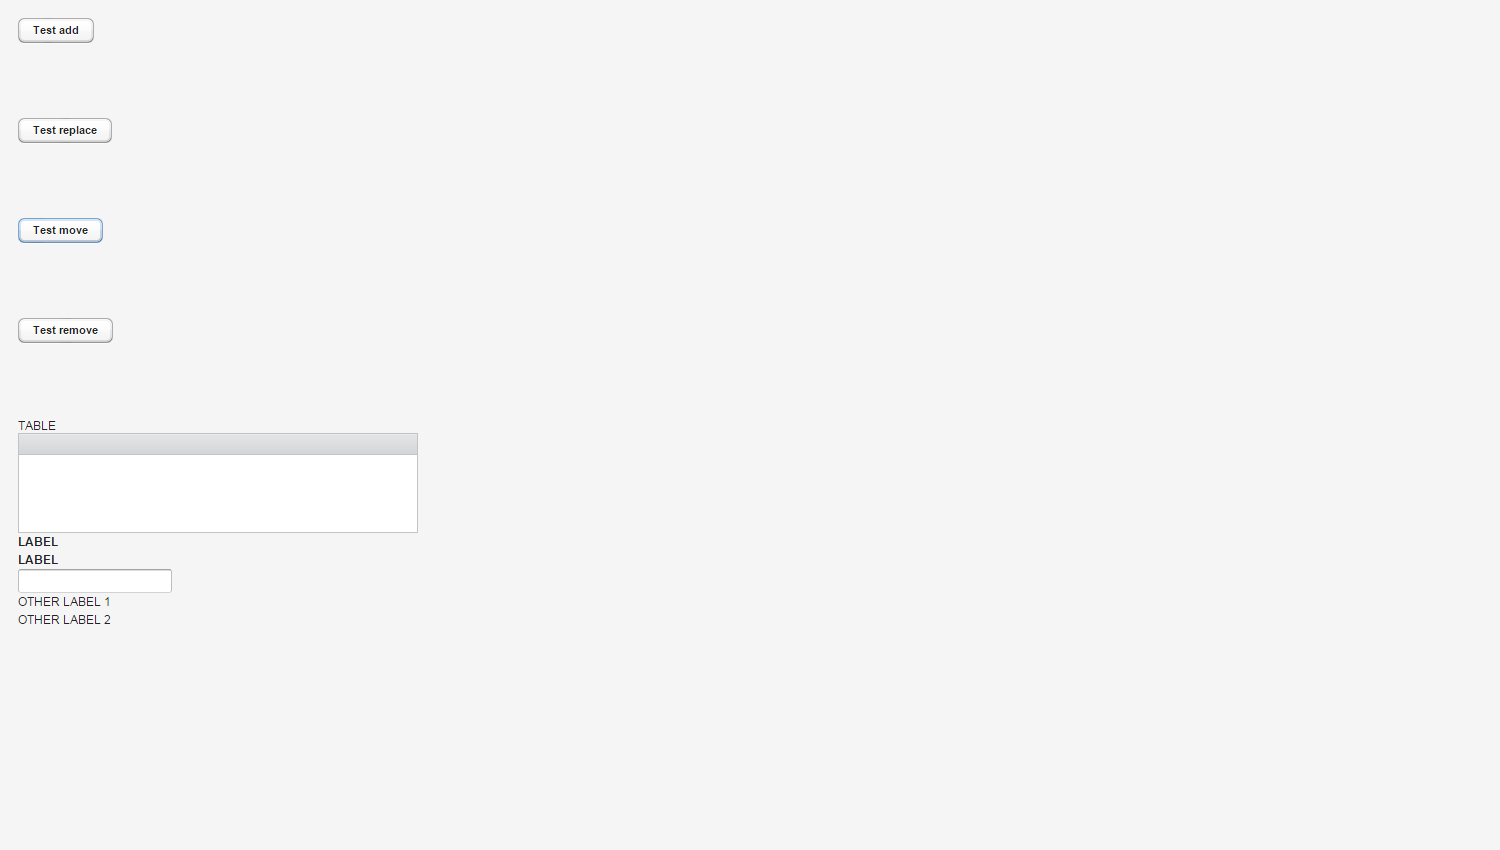 Test add
Test replace
Test move
Test remove
TABLE
LABEL
LABEL
OTHER LABEL 1
OTHER LABEL 2